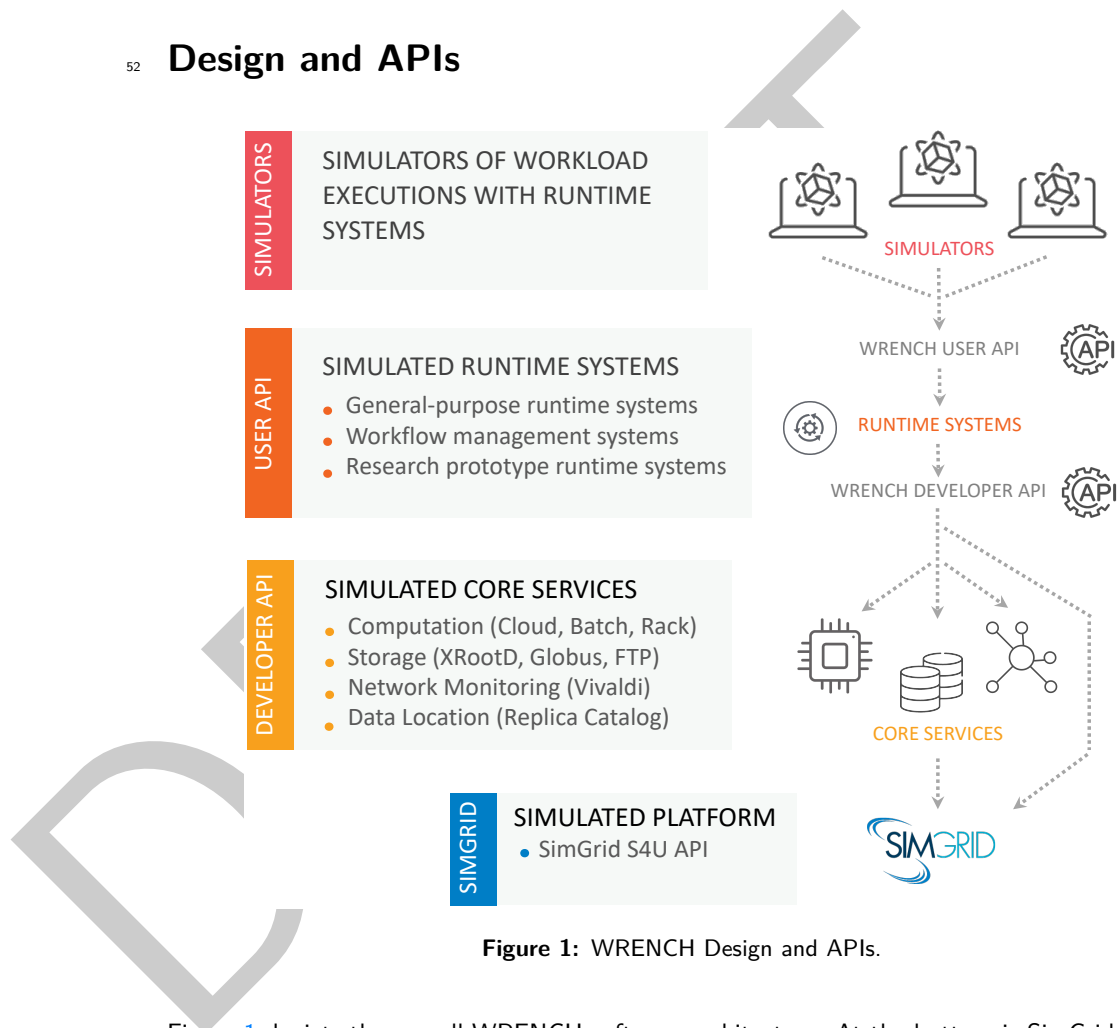 52 Design and APIs
SIMULATORS
SIMULATORS OF WORKLOAD
EXECUTIONS WITH RUNTIME
SYSTEMS
SIMULATORS
WRENCH USER API
API
USER API
SIMULATED RUNTIME SYSTEMS
• General-purpose runtime systems
• Workflow management systems
• Research prototype runtime systems
RUNTIME SYSTEMS
WRENCH DEVELOPER API
API
DEVELOPER API
SIMULATED CORE SERVICES
• Computation (Cloud, Batch, Rack)
• Storage (XRootD, Globus, FTP)
• Network Monitoring (Vivaldi)
• Data Location (Replica Catalog)
CORE SERVICES
SIMGRID
SIMULATED PLATFORM
• SimGrid S4U API
SIMGRID
Figure 1: WRENCH Design and APIs.